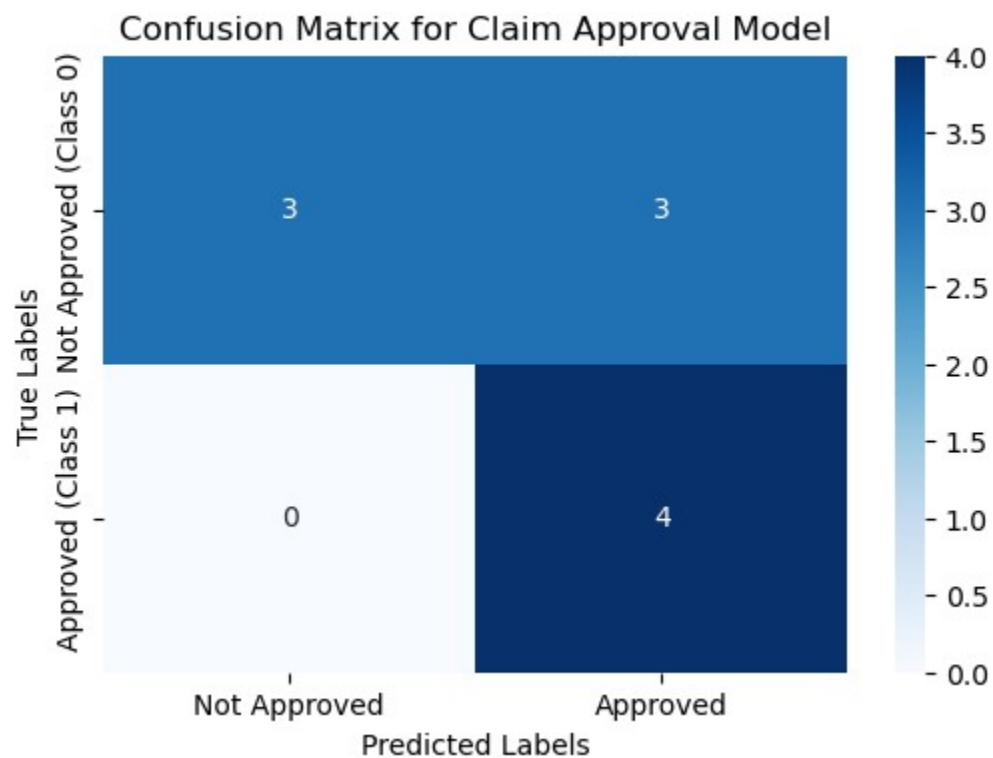 Confusion Matrix for Claim Approval Model
True Labels
Not Approved (Class 0)
Approved (Class 1)
3 3
0 4
Not Approved Approved
Predicted Labels
4.0
3.5
3.0
2.5
2.0
1.5
1.0
0.5
0.0